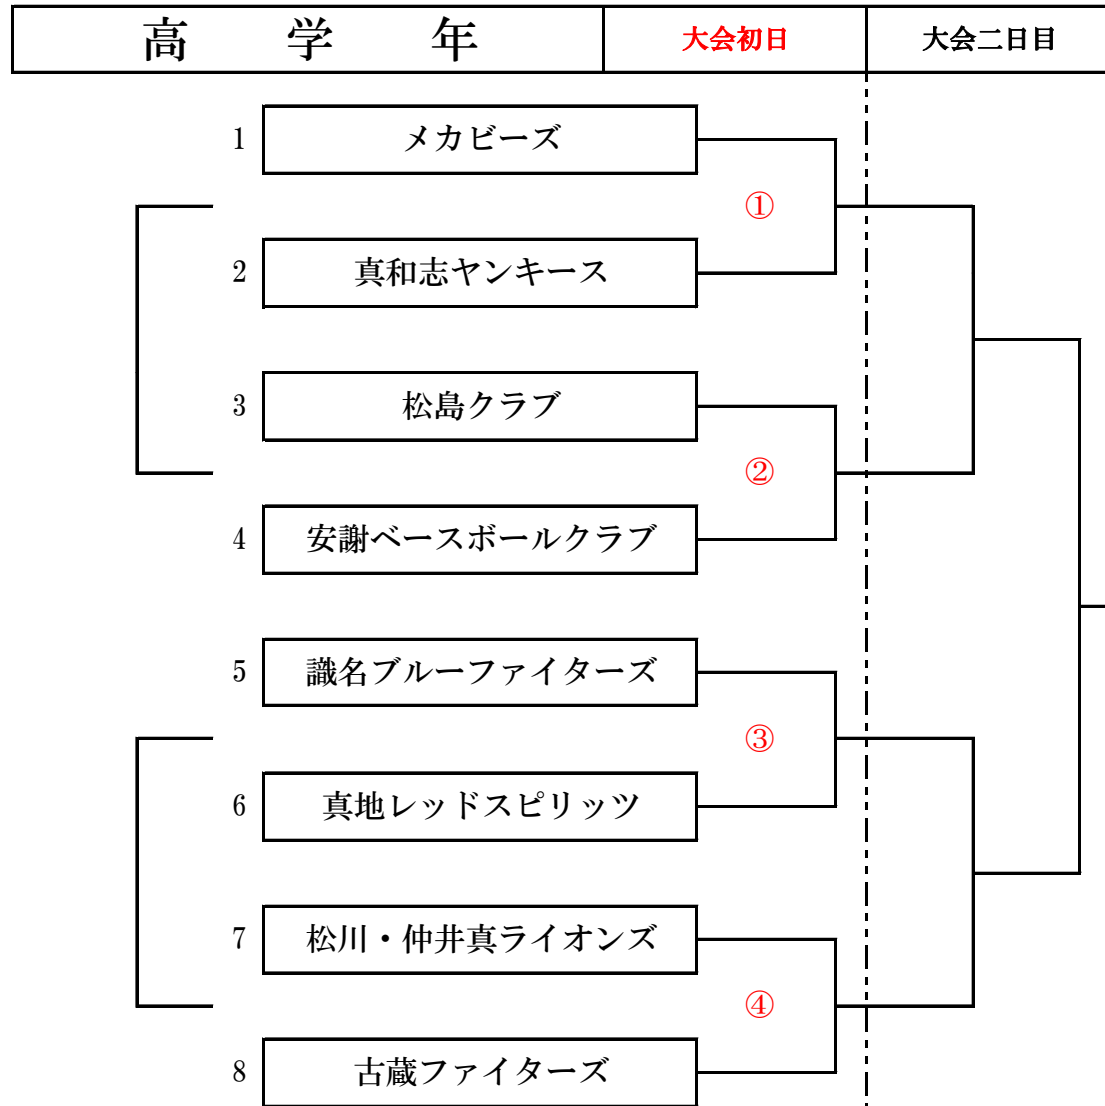 高 学 年 大会初日 大会二日目
1 メカビーズ
①
2 真和志ヤンキース
3 松島クラブ
②
4 安謝ベースボールクラブ
5 識名ブルーファイターズ
③
6 真地レッドスピリッツ
7 松川・仲井真ライオンズ
④
8 古蔵ファイターズ